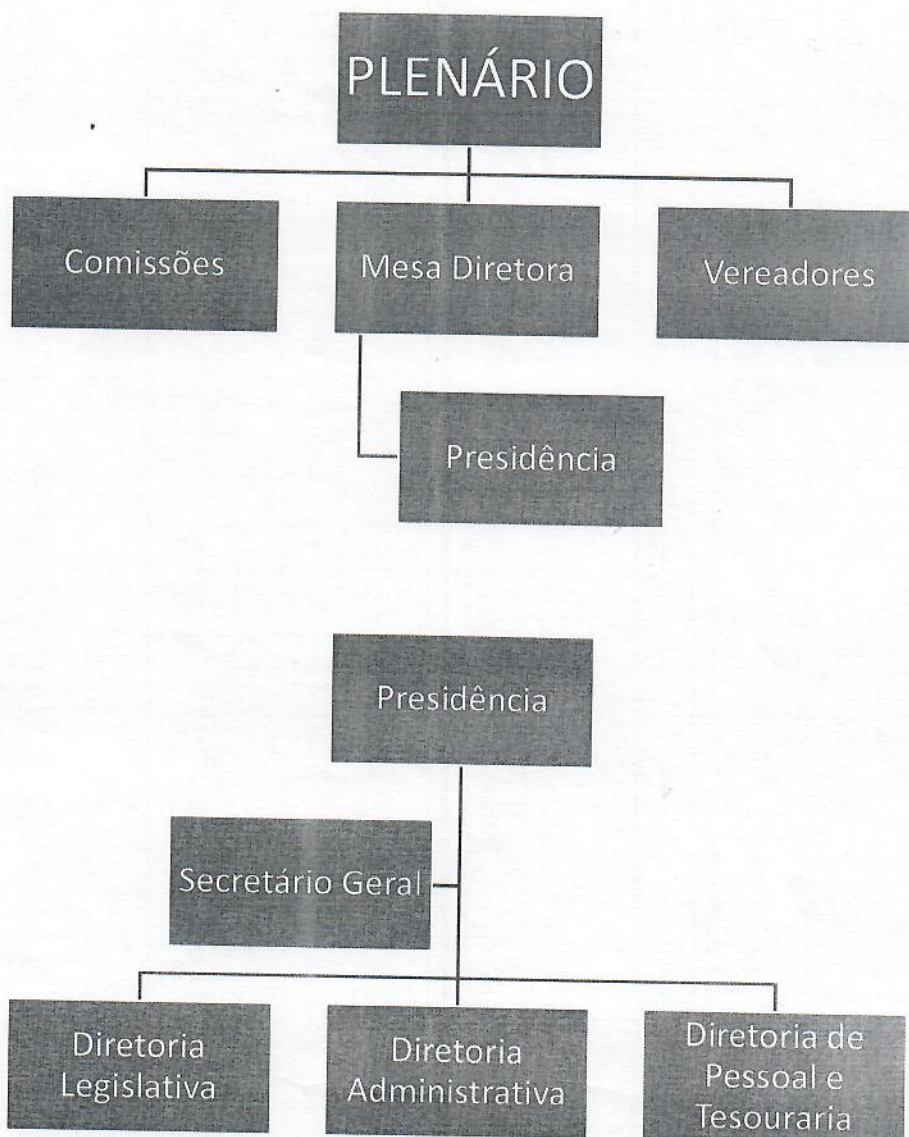 PLENÁRIO
Comissões
Mesa Diretora
Vereadores
Presidência
Presidência
Secretário Geral
Diretoria
Legislativa
Diretoria
Administrativa
Diretoria de
Pessoal e
Tesouraria